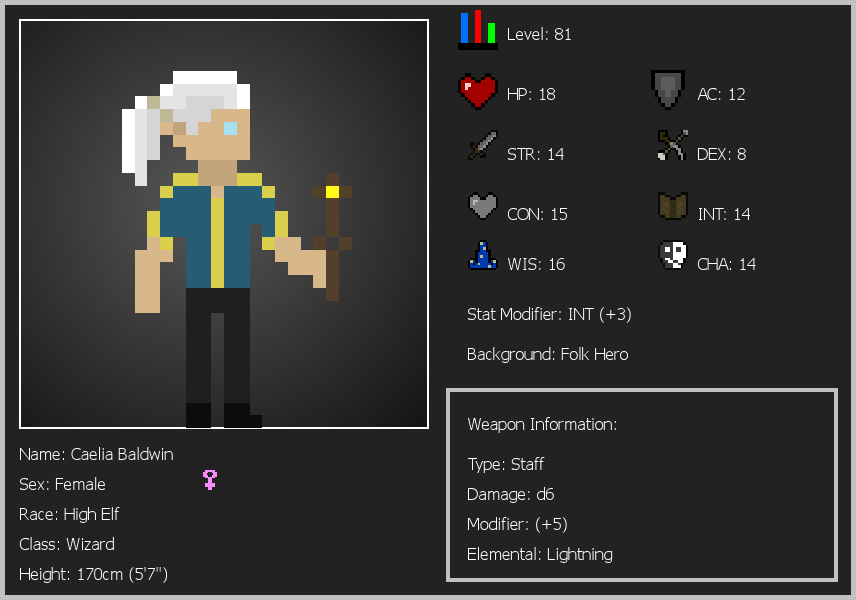 Level: 81
HP: 18
AC: 12
STR: 14
DEX: 8
CON: 15
INT: 14
WIS: 16
CHA: 14
Stat Modifier: INT (+3)
Background: Folk Hero
Weapon Information:
Type: Staff
Damage: d6
Modifier: (+5)
Elemental: Lightning
Name: Caelia Baldwin
Sex: Female
Race: High Elf
Class: Wizard
Height: 170cm (5'7")